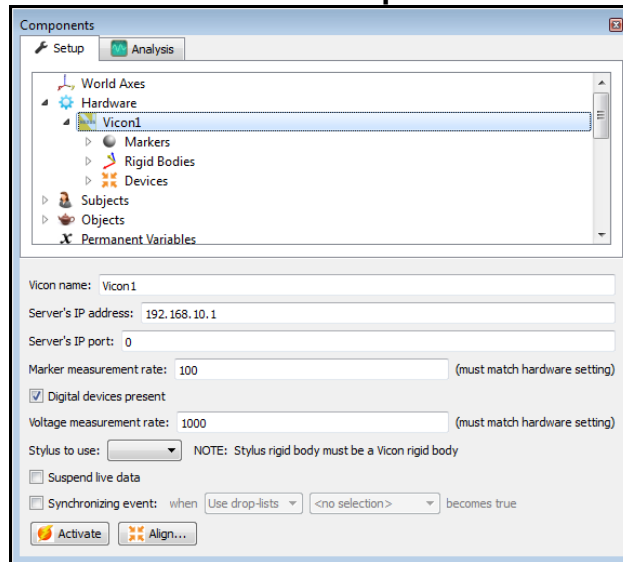 Components
Setup Analysis
World Axes
Hardware
Vicon1
Markers
Rigid Bodies
Devices
Subjects
Objects
x Permanent Variables
Vicon name: Vicon1
Server's IP address: 192.168.10.1
Server's IP port: 0
Marker measurement rate: 100 (must match hardware setting)
Digital devices present
Voltage measurement rate: 1000 (must match hardware setting)
Stylus to use: NOTE: Stylus rigid body must be a Vicon rigid body
Suspend live data
Synchronizing event: when Use drop-lists <no selection> becomes true
Activate Align...